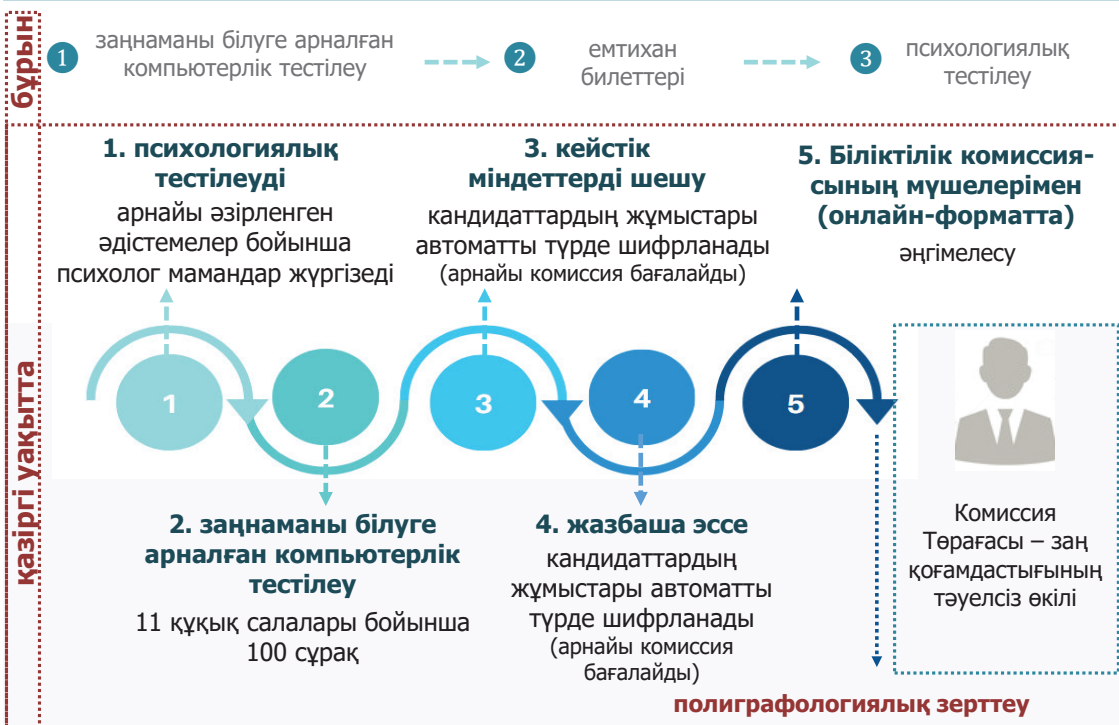 бұрын
1
заңнаманы білуге арналған
компьютерлік тестілеу
2
емтихан
билеттері
3
психологиялық
тестілеу
қазіргі уақытта
1. психологиялық
тестілеуді
арнайы әзірленген
әдістемелер бойынша
психолог мамандар жүргізеді
3. кейстік
міндеттерді шешу
кандидаттардың жұмыстары
автоматты түрде шифрланады
(арнайы комиссия бағалайды)
5. Біліктілік комиссия-
сының мүшелерімен
(онлайн-форматта)
әңгімелесу
1
2
3
4
5
2. заңнаманы білуге
арналған компьютерлік
тестілеу
11 құқық салалары бойынша
100 сұрақ
4. жазбаша эссе
кандидаттардың
жұмыстары автоматты
түрде шифрланады
(арнайы комиссия
бағалайды)
Комиссия
Төрағасы – заң
қоғамдастығының
тәуелсіз өкілі
полиграфологиялық зерттеу